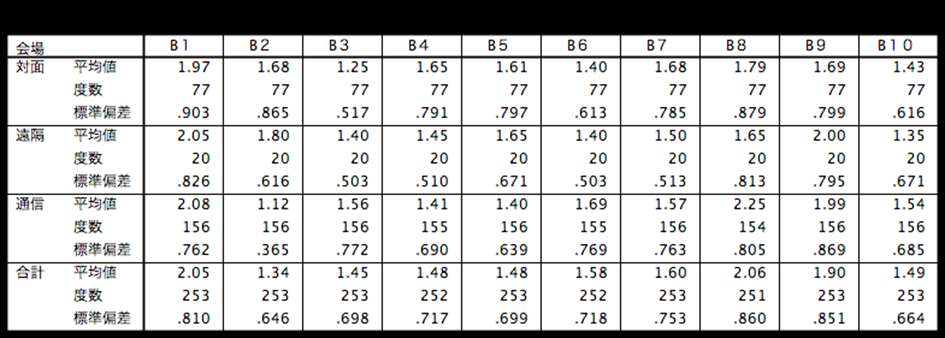 会場 B1 B2 B3 B4 B5 B6 B7 B8 B9 B10
対面 平均値 1.97 1.68 1.25 1.65 1.61 1.40 1.68 1.79 1.69 1.43
度数 77 77 77 77 77 77 77 77 77 77
標準偏差 .903 .865 .517 .791 .797 .613 .785 .879 .799 .616
遠隔 平均値 2.05 1.80 1.40 1.45 1.65 1.40 1.50 1.65 2.00 1.35
度数 20 20 20 20 20 20 20 20 20 20
標準偏差 .826 .616 .503 .510 .671 .503 .513 .813 .795 .671
通信 平均値 2.08 1.12 1.56 1.41 1.40 1.69 1.57 2.25 1.99 1.54
度数 156 156 156 155 156 155 156 154 156 156
標準偏差 .762 .365 .772 .690 .639 .769 .763 .805 .869 .685
合計 平均値 2.05 1.34 1.45 1.48 1.48 1.58 1.60 2.06 1.90 1.49
度数 253 253 253 252 253 252 253 251 253 253
標準偏差 .810 .646 .698 .717 .699 .718 .753 .860 .851 .664